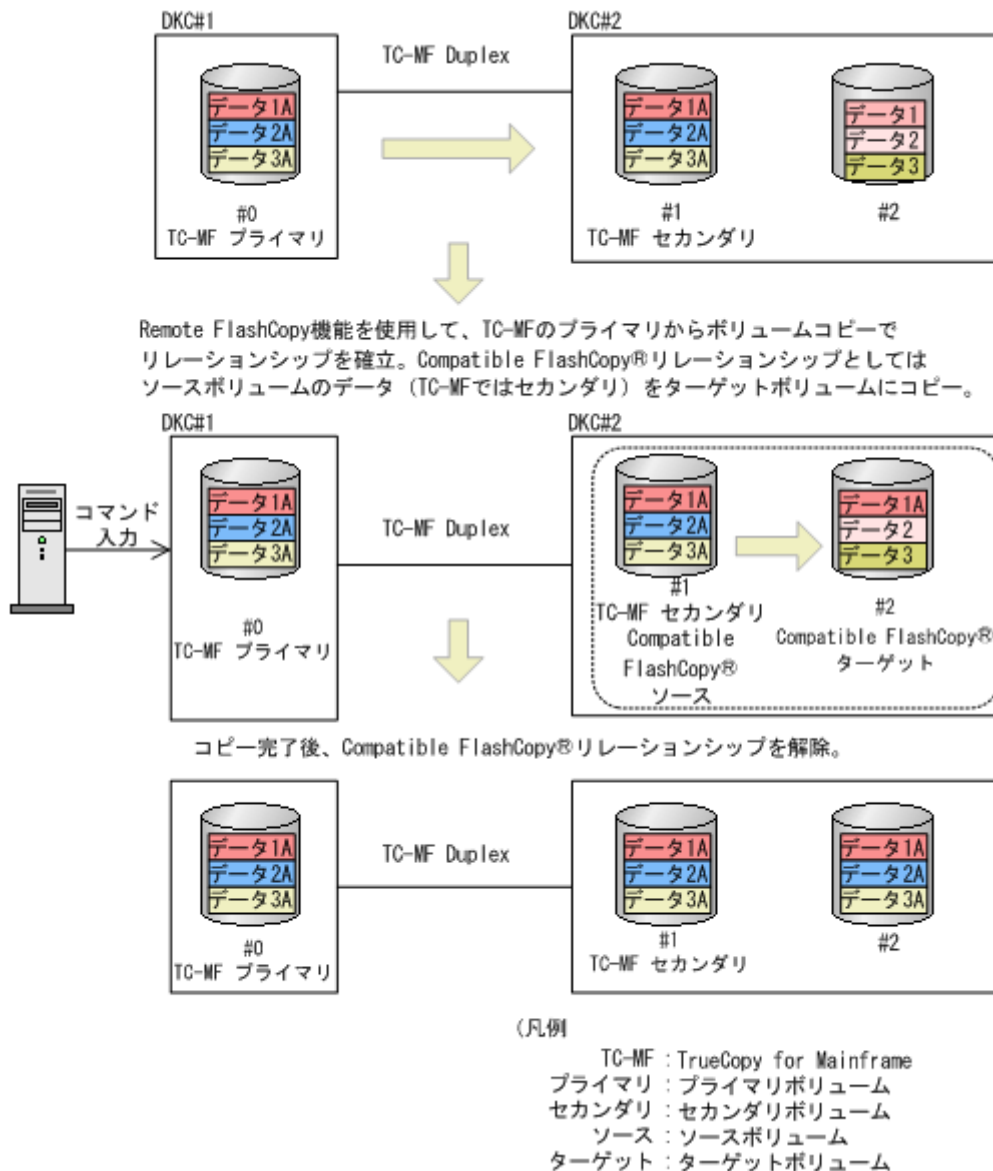 DKC#1
DKC#2
TC-MF Duplex
データ1A
データ2A
データ3A
#0
TC-MF プライマリ
データ1A
データ2A
データ3A
#1
TC-MF セカンダリ
データ1
データ2
データ3
#2
Remote FlashCopy機能を使用して、TC-MFのプライマリからボリュームコピーで
リレーションシップを確立。Compatible FlashCopy®リレーションシップとしては
ソースボリュームのデータ（TC-MFではセカンダリ）をターゲットボリュームにコピー。
DKC#1
DKC#2
コマンド
入力
データ1A
データ2A
データ3A
#0
TC-MF プライマリ
TC-MF Duplex
データ1A
データ2A
データ3A
#1
TC-MF セカンダリ
Compatible
FlashCopy®
ソース
データ1A
データ2
データ3
#2
Compatible FlashCopy®
ターゲット
コピー完了後、Compatible FlashCopy®リレーションシップを解除。
データ1A
データ2A
データ3A
#0
TC-MF プライマリ
TC-MF Duplex
データ1A
データ2A
データ3A
#1
TC-MF セカンダリ
データ1A
データ2A
データ3A
#2
（凡例
TC-MF：TrueCopy for Mainframe
プライマリ：プライマリボリューム
セカンダリ：セカンダリボリューム
ソース：ソースボリューム
ターゲット：ターゲットボリューム